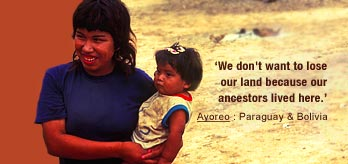 ‘We don't want to lose
our land because our
ancestors lived here.’
Ayoreo : Paraguay & Bolivia